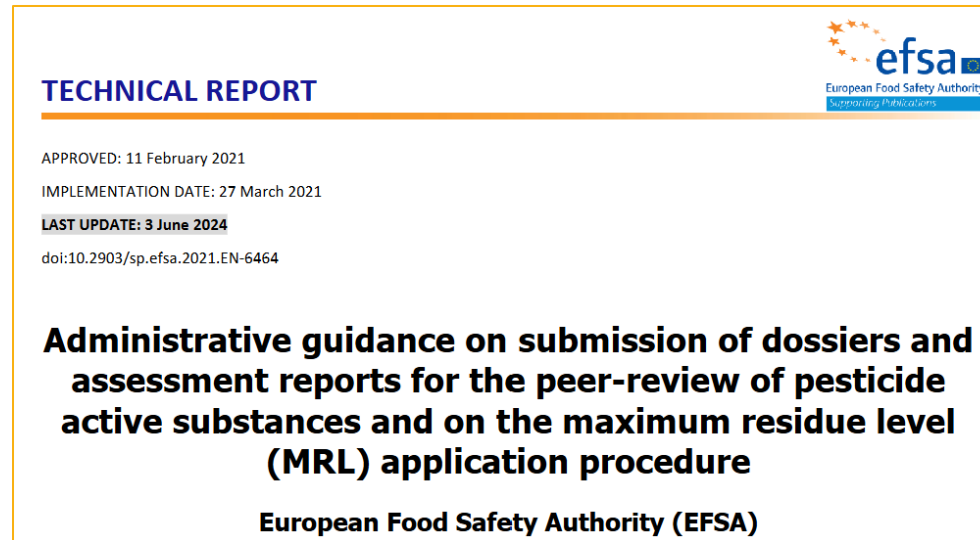 efsa
European Food Safety Authority
Supporting Publications
TECHNICAL REPORT
APPROVED: 11 February 2021
IMPLEMENTATION DATE: 27 March 2021
LAST UPDATE: 3 June 2024
doi:10.2903/sp.efsa.2021.EN-6464
Administrative guidance on submission of dossiers and
assessment reports for the peer-review of pesticide
active substances and on the maximum residue level
(MRL) application procedure
European Food Safety Authority (EFSA)